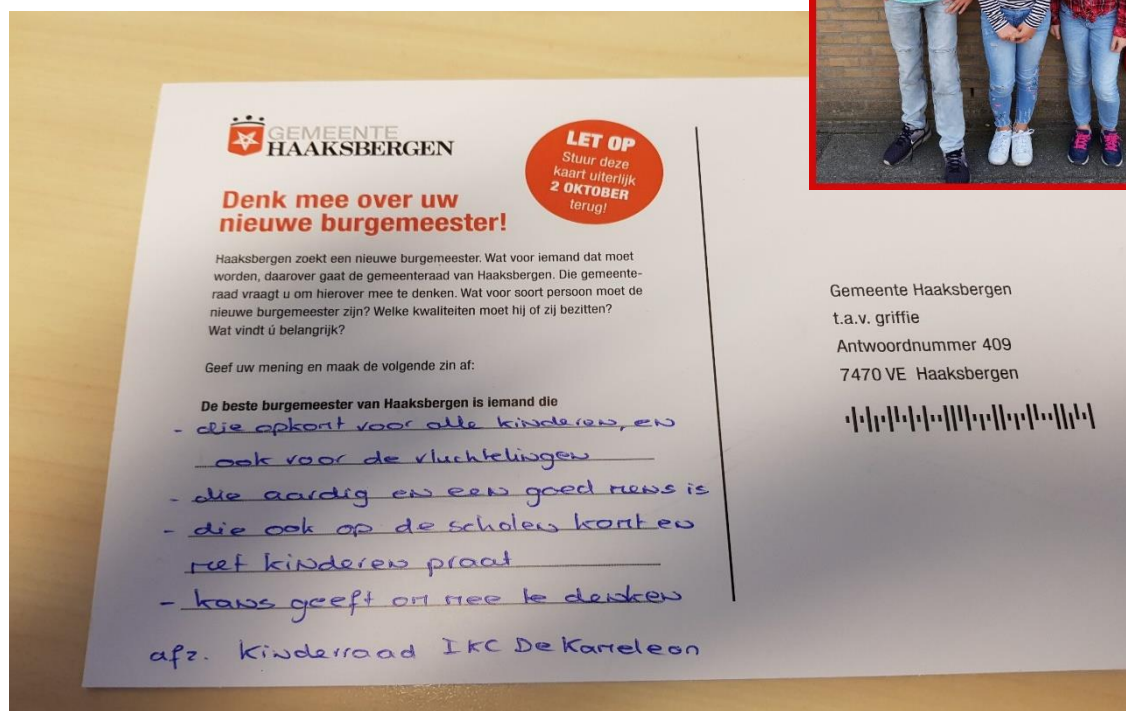 GEMEENTE
HAAKSBERGEN
LET OP
Stuur deze
kaart uiterlijk
2 OKTOBER
terug!
Denk mee over uw
nieuwe burgemeester!
Haaksbergen zoekt een nieuwe burgemeester. Wat voor iemand dat moet
worden, daarover gaat de gemeenteraad van Haaksbergen. Die gemeente-
raad vraagt u om hierover mee te denken. Wat voor soort persoon moet de
nieuwe burgemeester zijn? Welke kwaliteiten moet hij of zij bezitten?
Wat vindt ú belangrijk?
Geef uw mening en maak de volgende zin af:
De beste burgemeester van Haaksbergen is iemand die
- die opkomt voor alle kinderen, en
ook voor de vluchtelingen
- die aardig en een goed mens is
- die ook op de scholen komt en
met kinderen praat
- kans geeft om mee te denken
afz. Kinderraad IKC De Kameleon
Gemeente Haaksbergen
t.a.v. griffie
Antwoordnummer 409
7470 VE Haaksbergen